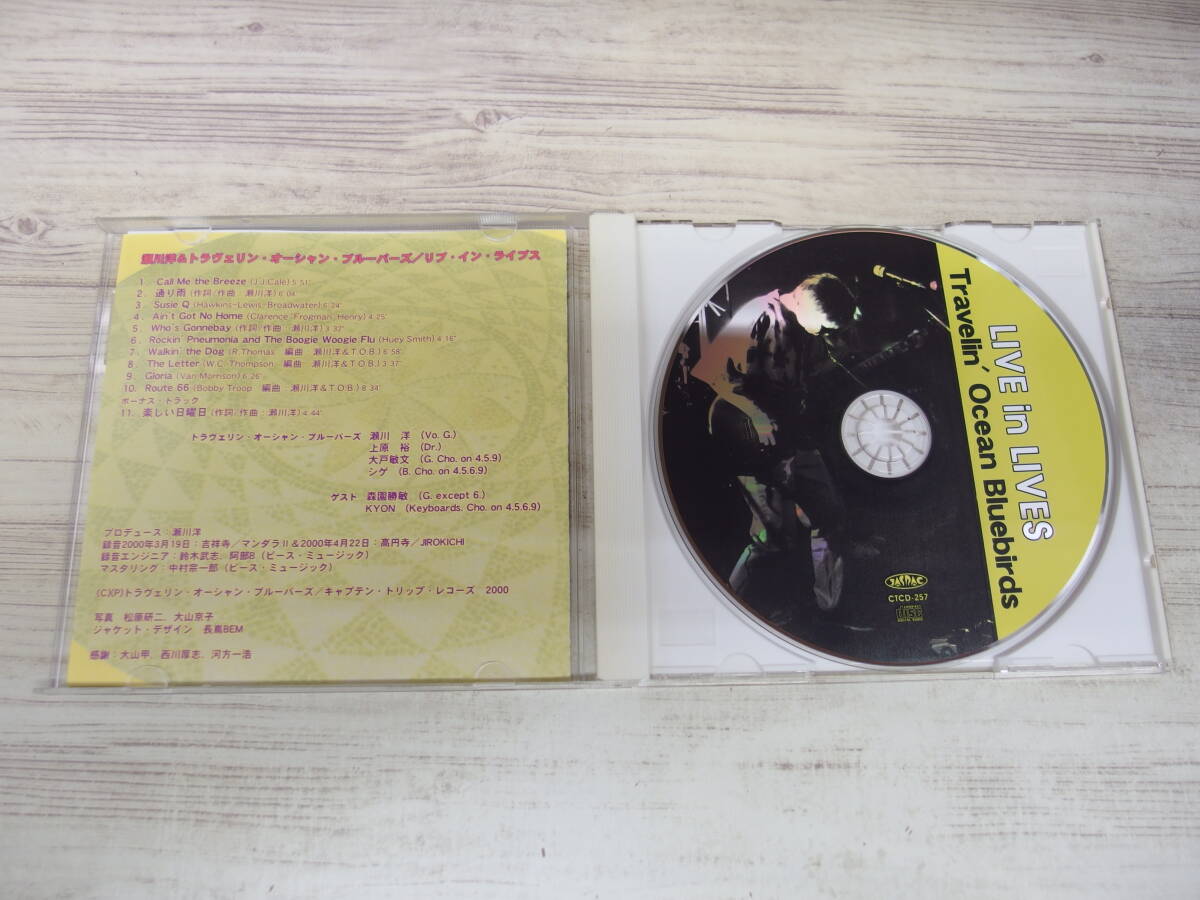 瀬川洋&トラヴェリン・オーシャン・ブルーバーズ／リブ・イン・ライブス
1. Call Me the Breeze (J.J.Cale) 5'51"
2. 通り雨 (作詞/作曲 瀬川洋) 6'04"
3. Susie Q (Hawkins-Lewis-Broadwater) 6'24"
4. Ain't Got No Home (Clarence "Frogman" Henry) 4'25"
5. Who's Gonnebay (作詞/作曲 瀬川洋) 3'32"
6. Rockin' Pneumonia and The Boogie Woogie Flu (Huey Smith) 4'16"
7. Walkin' the Dog (R.Thomas 編曲 瀬川洋&T.O.B.) 6'58"
8. The Letter (W.C.Thompson 編曲 瀬川洋&T.O.B.) 3'37"
9. Gloria (Van Morrison) 6'26"
10. Route 66 (Bobby Troop 編曲 瀬川洋&T.O.B.) 8'34"
ボーナス・トラック
11. 楽しい日曜日 (作詞/作曲：瀬川洋) 4'44"
トラヴェリン・オーシャン・ブルーバーズ 瀬川 洋 (Vo. G.)
上原 裕 (Dr.)
大戸敏文 (G. Cho. on 4.5.9)
シゲ (B. Cho. on 4.5.6.9)
ゲスト 森園勝敏 (G. except 6.)
KYON (Keyboards. Cho. on 4.5.6.9)
プロデュース：瀬川洋
録音2000年3月19日：吉祥寺／マンダラII&2000年4月22日：高円寺／JIROKICHI
録音エンジニア：鈴木武志、阿部B (ピース・ミュージック)
マスタリング：中村宗一郎 (ピース・ミュージック)
(C)(P)トラヴェリン・オーシャン・ブルーバーズ／キャプテン・トリップ・レコーズ 2000
写真 松原研二、大山京子
ジャケット・デザイン 長嶌BEM
感謝：大山甲、西川厚志、河方一浩
LIVE in LIVES
Travelin' Ocean Bluebirds
JASRAC
CTCD-257
COMPACT
DISC
DIGITAL AUDIO